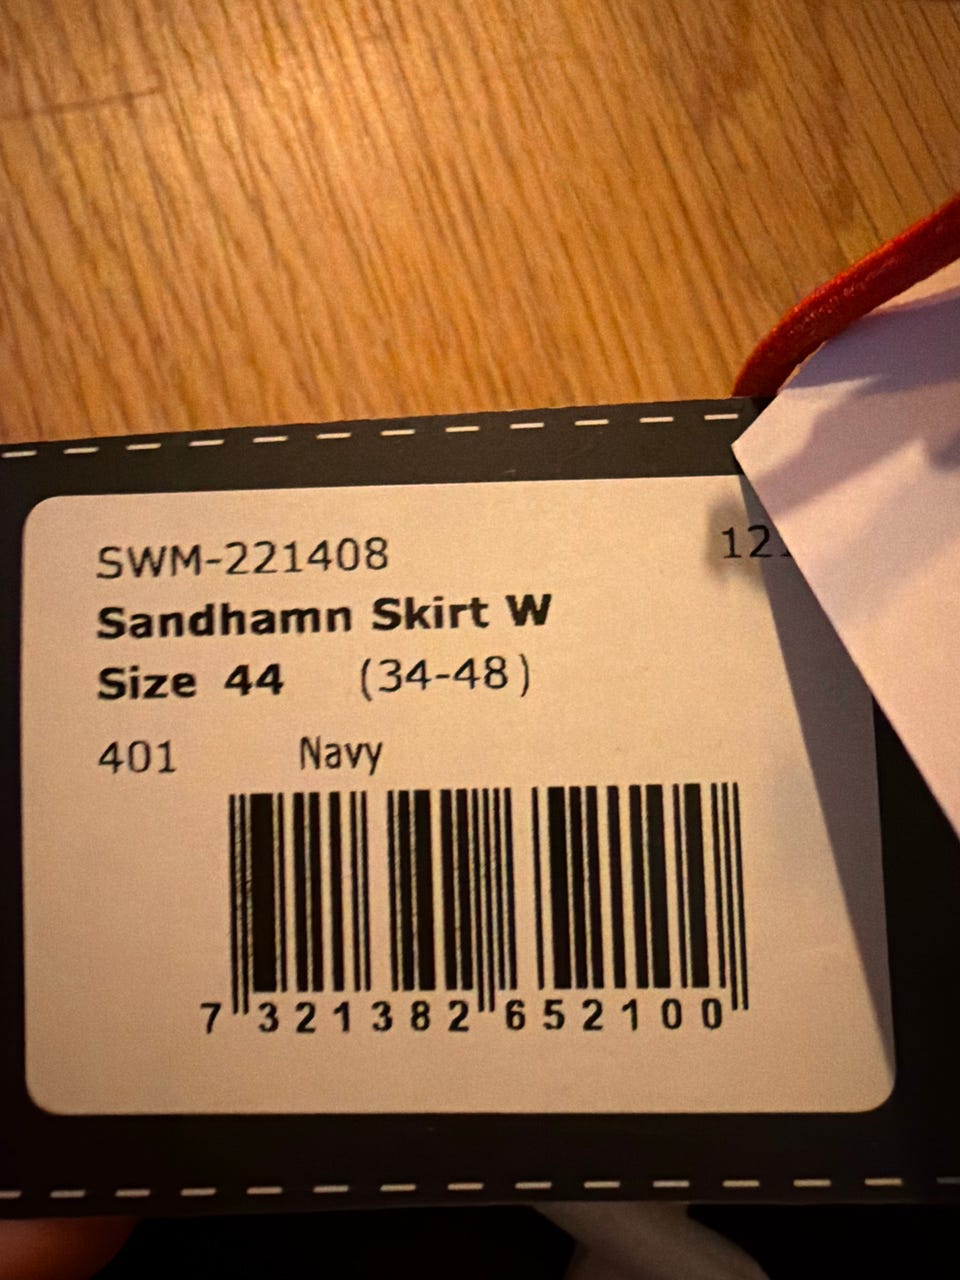 SWM-221408
Sandhamn Skirt W
Size 44 (34-48)
401 Navy
7 321382 652100